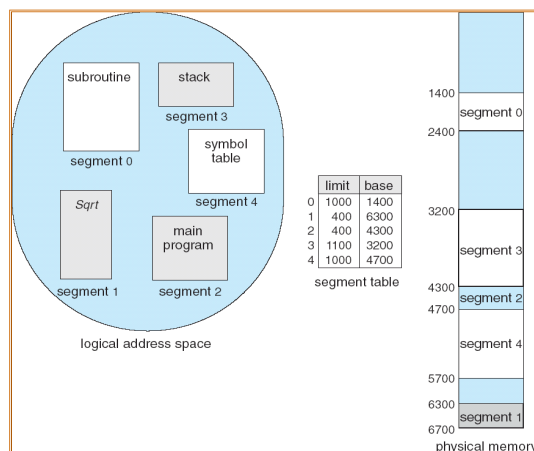 subroutine
segment 0
stack
segment 3
symbol
table
segment 4
Sqrt
segment 1
main
program
segment 2
logical address space
limit base
0 1000 1400
1 400 6300
2 400 4300
3 1100 3200
4 1000 4700
segment table
1400
segment 0
2400
3200
segment 3
4300
segment 2
4700
segment 4
5700
6300
segment 1
6700
physical memory